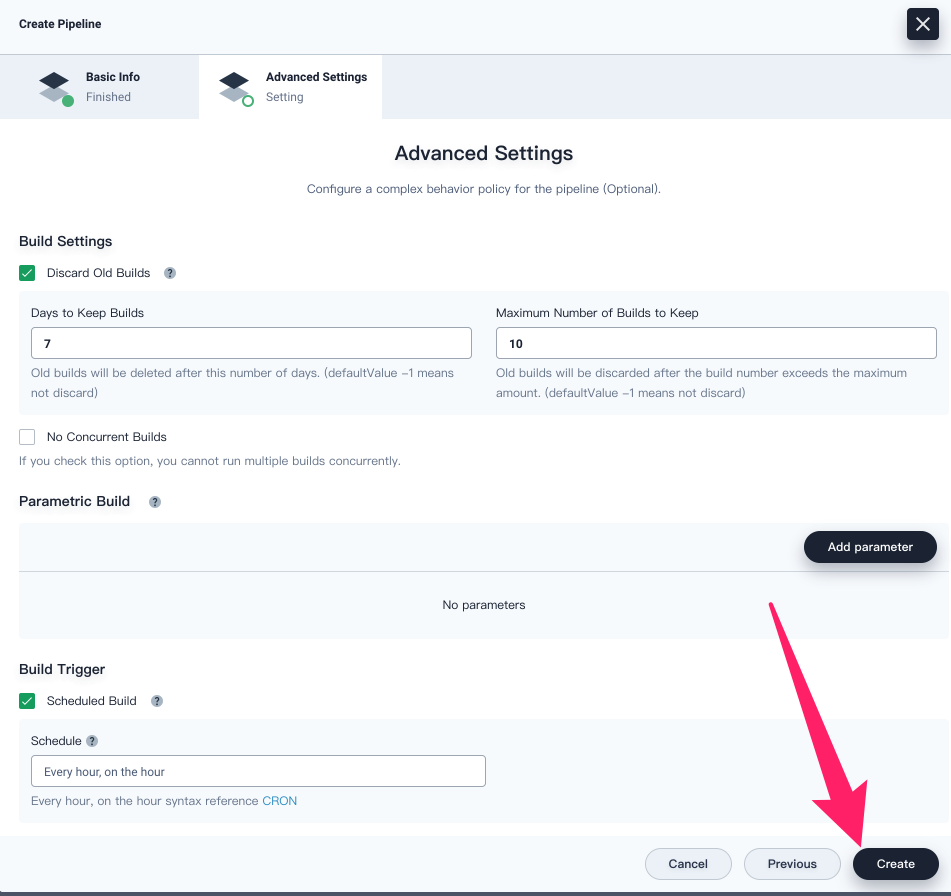 Create Pipeline
Basic Info
Finished
Advanced Settings
Setting
Advanced Settings
Configure a complex behavior policy for the pipeline (Optional).
Build Settings
Discard Old Builds ?
Days to Keep Builds
7
Old builds will be deleted after this number of days. (defaultValue -1 means
not discard)
Maximum Number of Builds to Keep
10
Old builds will be discarded after the build number exceeds the maximum
amount. (defaultValue -1 means not discard)
No Concurrent Builds
If you check this option, you cannot run multiple builds concurrently.
Parametric Build ?
Add parameter
No parameters
Build Trigger
Scheduled Build ?
Schedule ?
Every hour, on the hour
Every hour, on the hour syntax reference CRON
Cancel
Previous
Create